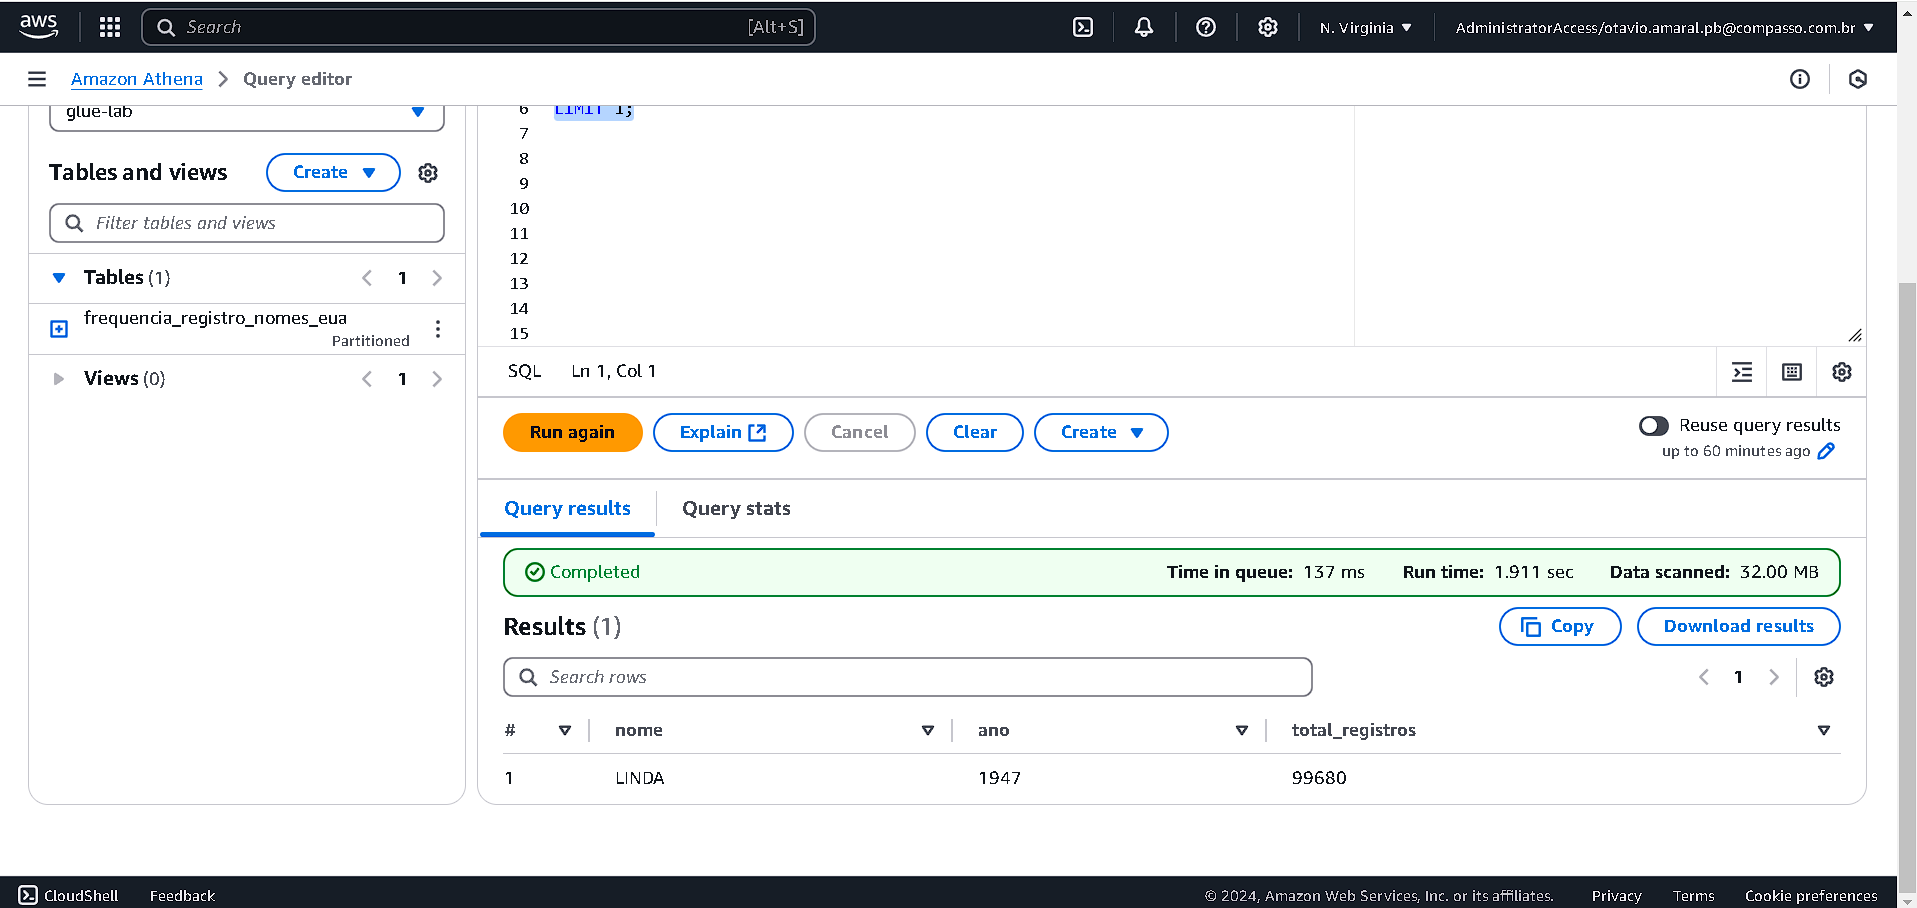 aws
Search [Alt+S]
N. Virginia
AdministratorAccess/otavio.amaral.pb@compasso.com.br
Amazon Athena
Query editor
glue-lab
Tables and views
Create
Filter tables and views
Tables (1)
1
frequencia_registro_nomes_eua
Partitioned
Views (0)
1
6 LIMIT 1;
7
8
9
10
11
12
13
14
15
SQL Ln 1, Col 1
Run again
Explain
Cancel
Clear
Create
Reuse query results
up to 60 minutes ago
Query results
Query stats
Completed
Time in queue: 137 ms
Run time: 1.911 sec
Data scanned: 32.00 MB
Results (1)
Copy
Download results
Search rows
1
# nome ano total_registros
1 LINDA 1947 99680
CloudShell
Feedback
© 2024, Amazon Web Services, Inc. or its affiliates.
Privacy
Terms
Cookie preferences